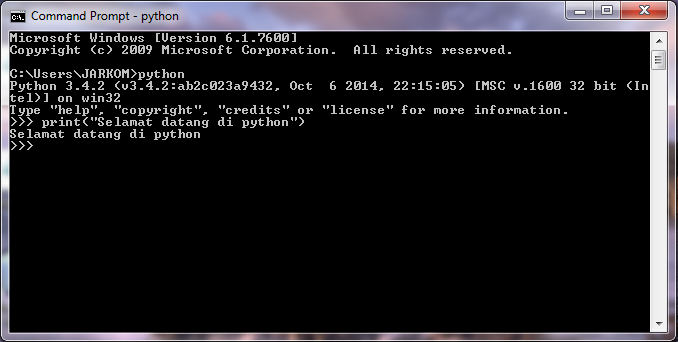 Command Prompt - python
Microsoft Windows [Version 6.1.7600]
Copyright (c) 2009 Microsoft Corporation.  All rights reserved.
C:\Users\JARKOM>python
Python 3.4.2 (v3.4.2:ab2c023a9432, Oct  6 2014, 22:15:05) [MSC v.1600 32 bit (In
tel)] on win32
Type "help", "copyright", "credits" or "license" for more information.
>>> print("Selamat datang di python")
Selamat datang di python
>>>